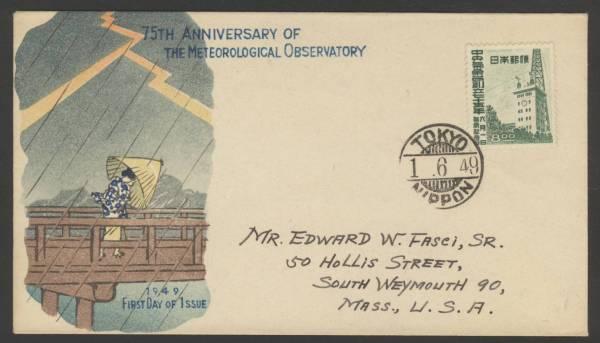 75TH ANNIVERSARY OF
THE METEOROLOGICAL OBSERVATORY
日本郵便
8.00
TOKYO
1 .6 .49
NIPPON
MR. EDWARD W. FASCI, SR.
50 HOLLIS STREET,
SOUTH WEYMOUTH 90,
MASS., U.S.A.
1949
FIRST DAY OF ISSUE